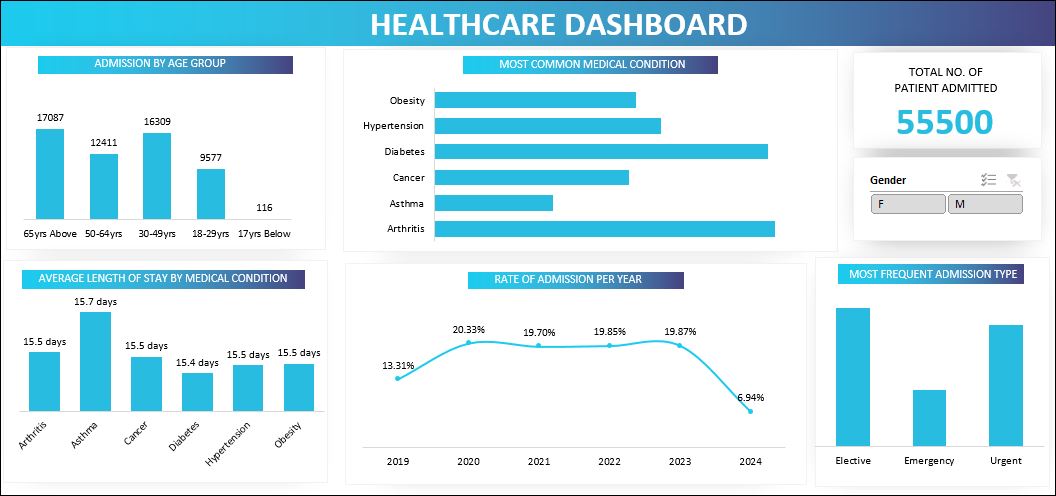 HEALTHCARE DASHBOARD
ADMISSION BY AGE GROUP
17087
12411
16309
9577
116
65yrs Above
50-64yrs
30-49yrs
18-29yrs
17yrs Below
MOST COMMON MEDICAL CONDITION
Obesity
Hypertension
Diabetes
Cancer
Asthma
Arthritis
TOTAL NO. OF
PATIENT ADMITTED
55500
Gender
F
M
AVERAGE LENGTH OF STAY BY MEDICAL CONDITION
15.5 days
15.7 days
15.5 days
15.4 days
15.5 days
15.5 days
Arthritis
Asthma
Cancer
Diabetes
Hypertension
Obesity
RATE OF ADMISSION PER YEAR
13.31%
20.33%
19.70%
19.85%
19.87%
6.94%
2019
2020
2021
2022
2023
2024
MOST FREQUENT ADMISSION TYPE
Elective
Emergency
Urgent